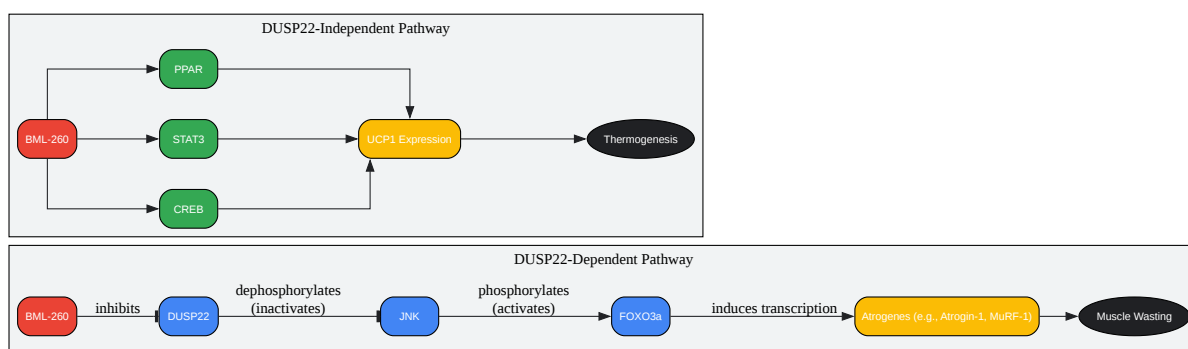 DUSP22-Independent Pathway
PPAR
BML-260
STAT3
UCP1 Expression
Thermogenesis
CREB
DUSP22-Dependent Pathway
BML-260
inhibits
DUSP22
dephosphorylates
(inactivates)
JNK
phosphorylates
(activates)
FOXO3a
induces transcription
Atrogenes (e.g., Atrogin-1, MuRF-1)
Muscle Wasting